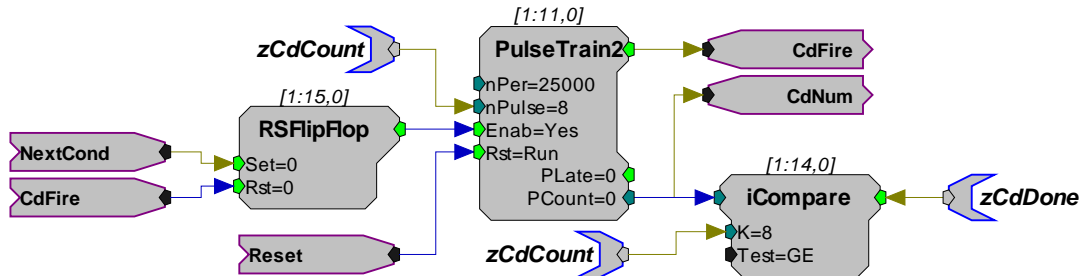 [1:11,0]
zCdCount
PulseTrain2
CdFire
nPer=25000
CdNum
[1:15,0]
nPulse=8
RSFlipFlop
Enab=Yes
NextCond
Rst=Run
Set=0
[1:14,0]
PLate=0
CdFire
Rst=0
PCount=0
iCompare
zCdDone
K=8
Reset
zCdCount
Test=GE